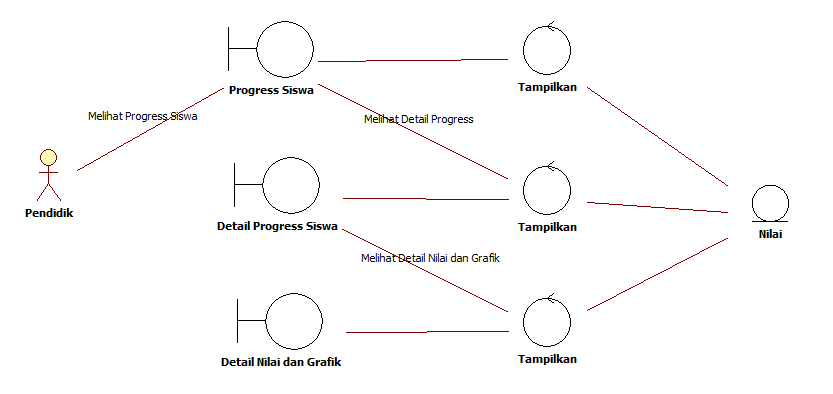 Progress Siswa
Tampilkan
Melihat Progress Siswa
Melihat Detail Progress
Pendidik
Detail Progress Siswa
Tampilkan
Nilai
Melihat Detail Nilai dan Grafik
Detail Nilai dan Grafik
Tampilkan